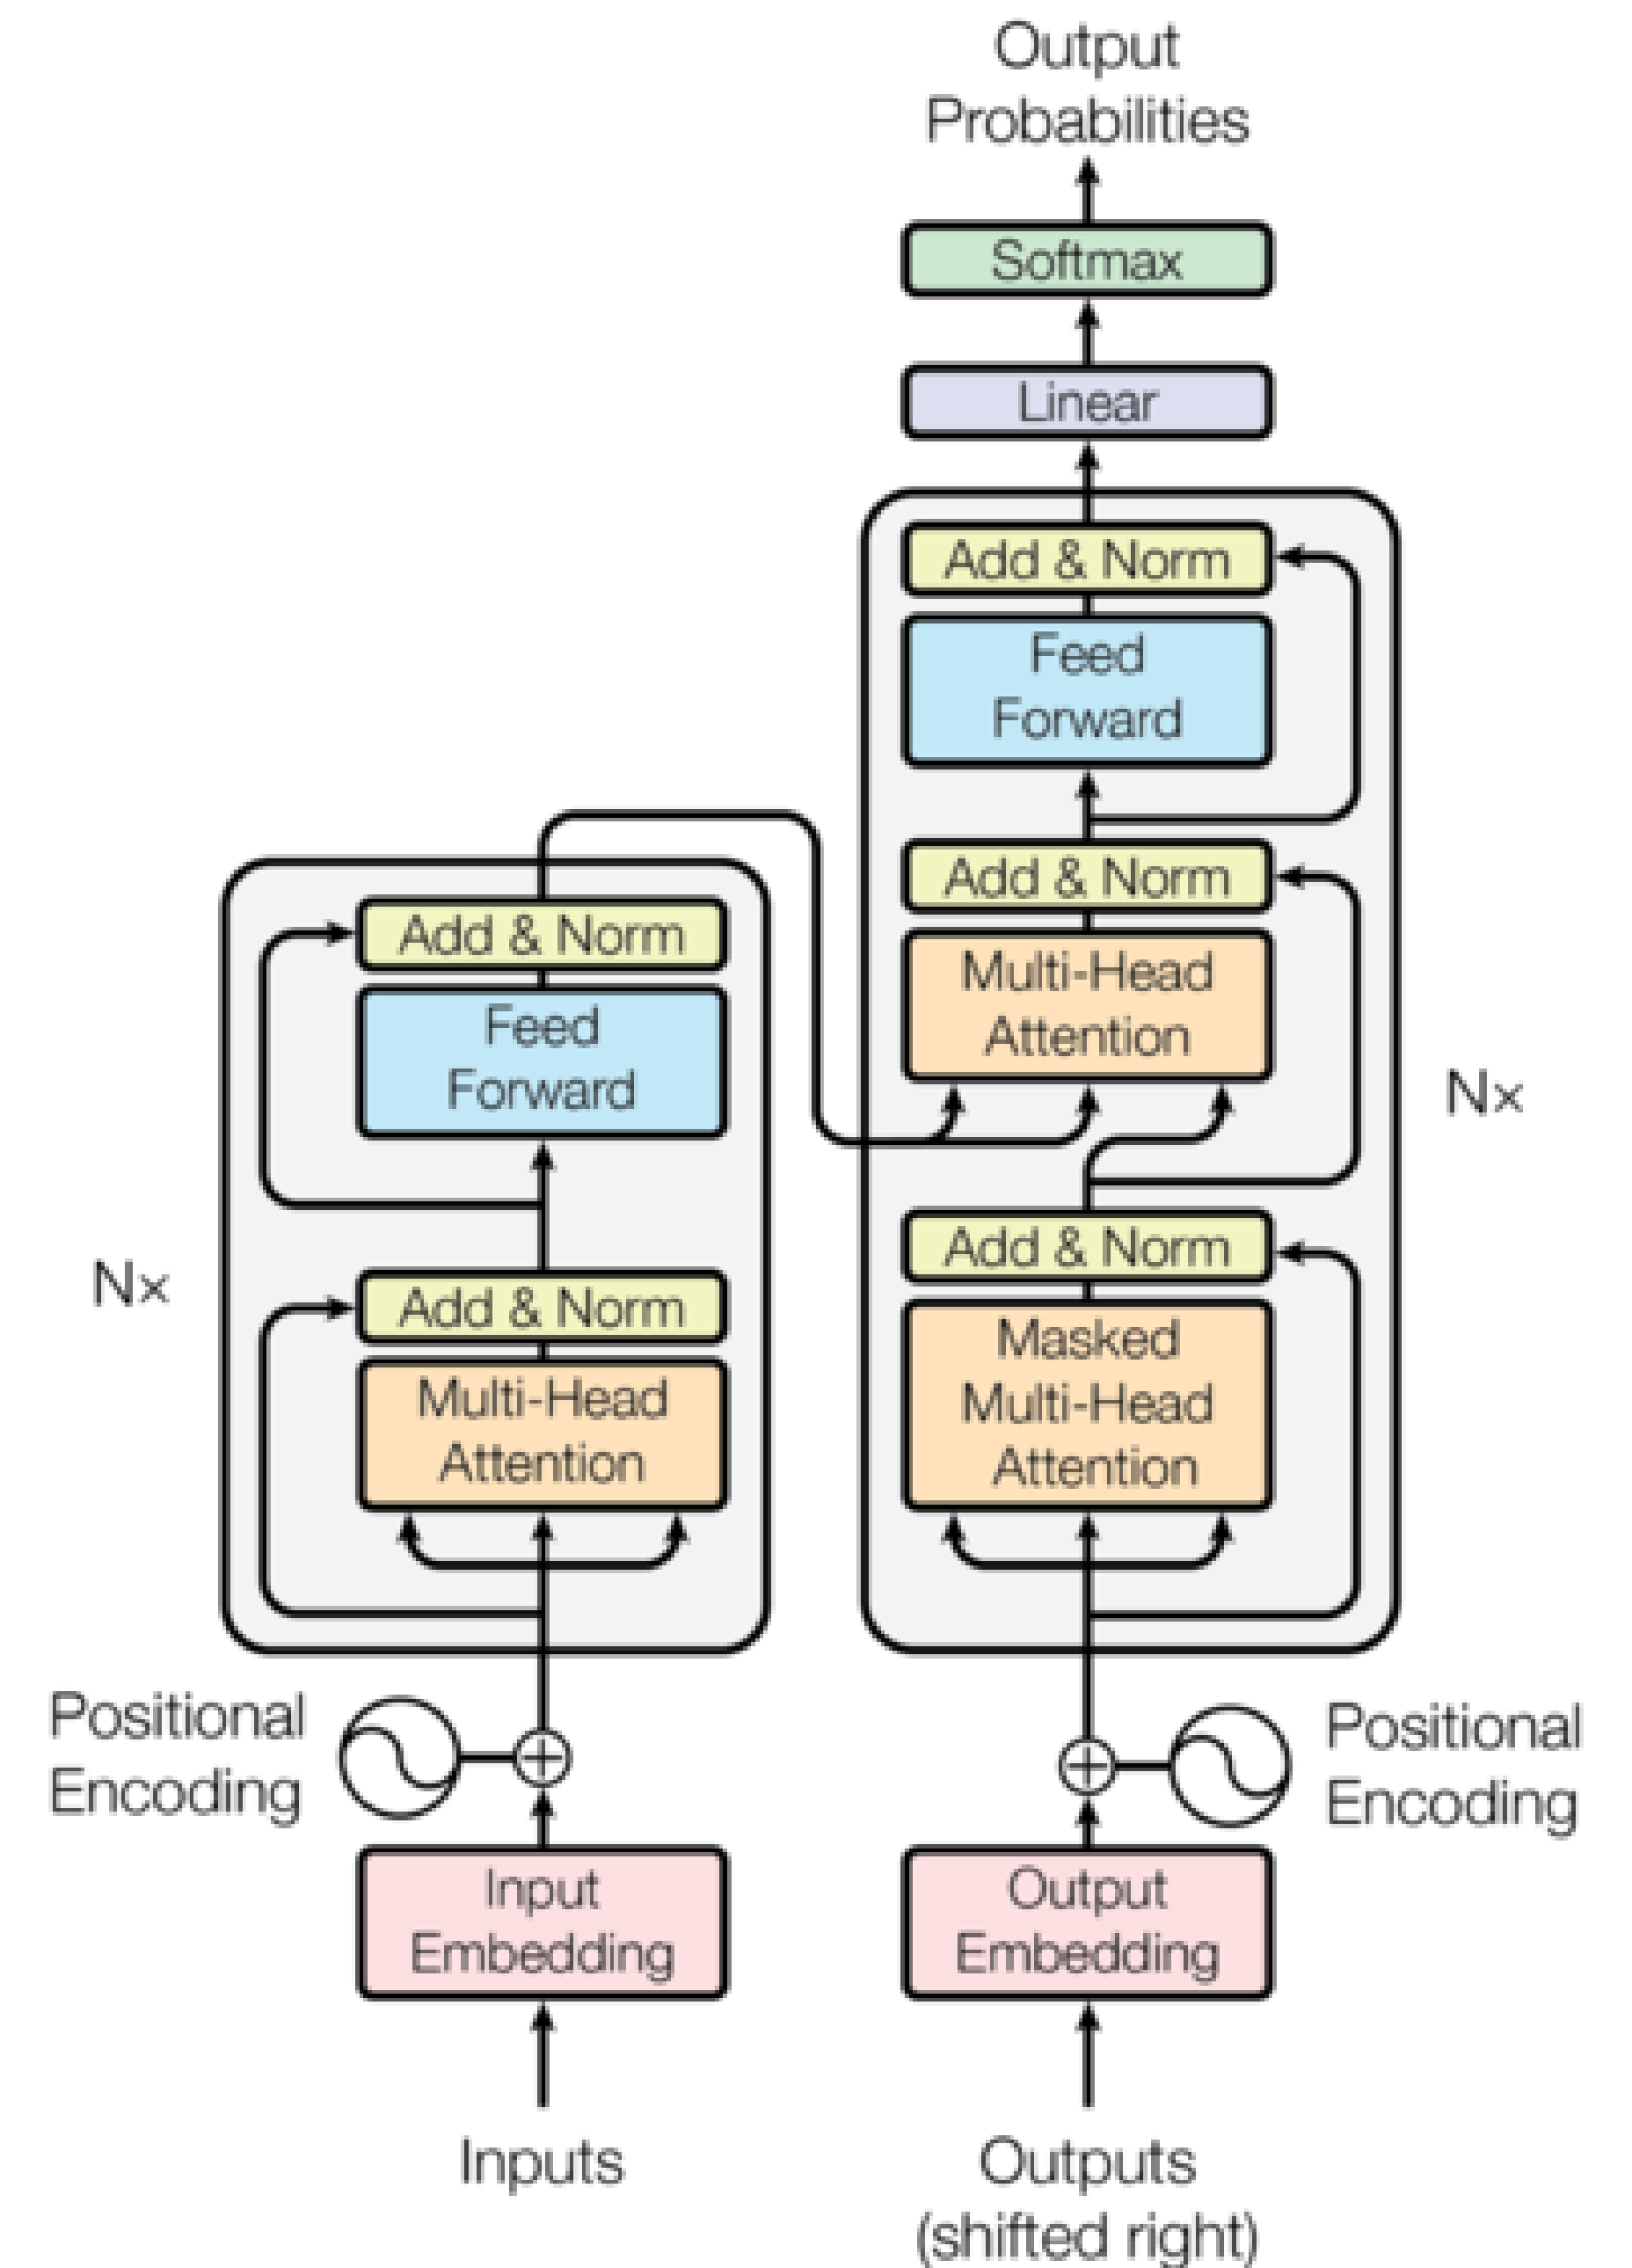 Output
Probabilities
Softmax
Linear
Add & Norm
Feed
Forward
Add & Norm
Multi-Head
Attention
Add & Norm
Masked
Multi-Head
Attention
Nx
Add & Norm
Feed
Forward
Add & Norm
Multi-Head
Attention
Nx
Positional
Encoding
Positional
Encoding
Input
Embedding
Output
Embedding
Inputs
Outputs
(shifted right)